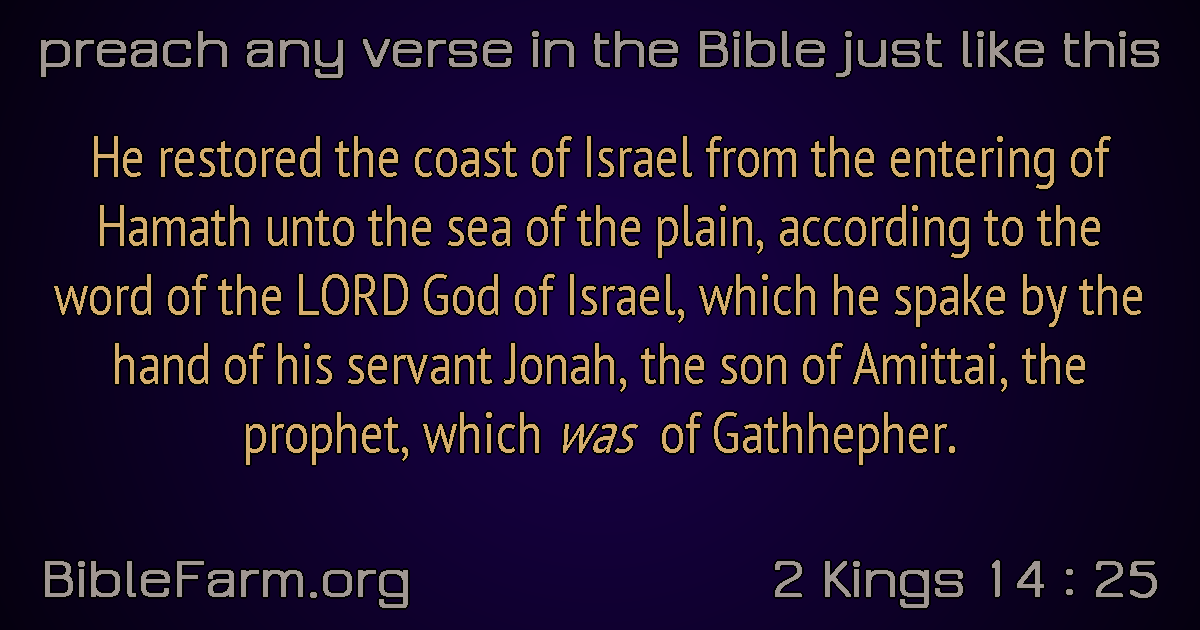 preach any verse in the Bible just like this
He restored the coast of Israel from the entering of
Hamath unto the sea of the plain, according to the
word of the LORD God of Israel, which he spake by the
hand of his servant Jonah, the son of Amittai, the
prophet, which was of Gathhepher.
BibleFarm.org
2 Kings 14 : 25